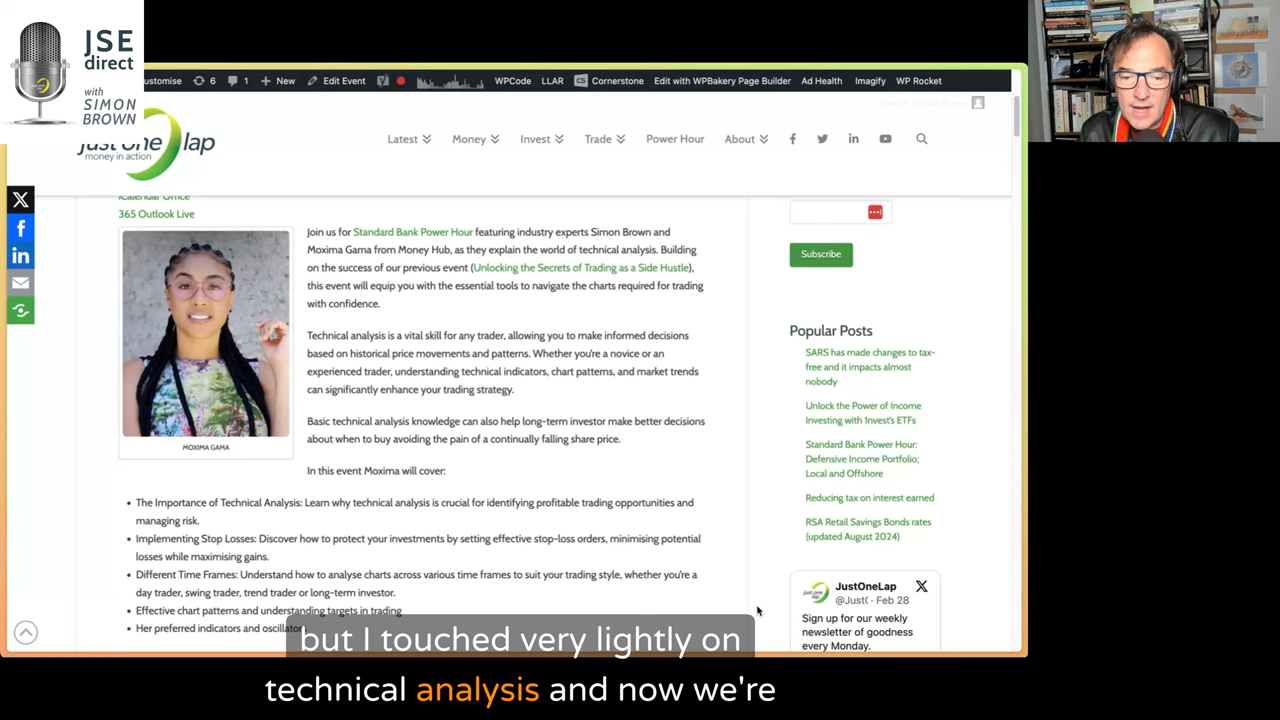 JSE
direct
with
SIMON
BROWN
ustomise
6
1
New
Edit Event
WPCode
LLAR
Cornerstone
Edit with WPBakery Page Builder
Ad Health
Imagify
WP Rocket
just one lap
money in action
Latest
Money
Invest
Trade
Power Hour
About
iCalendar Office
365 Outlook Live
Join us for Standard Bank Power Hour featuring industry experts Simon Brown and
Moxima Gama from Money Hub, as they explain the world of technical analysis. Building
on the success of our previous event (Unlocking the Secrets of Trading as a Side Hustle),
this event will equip you with the essential tools to navigate the charts required for trading
with confidence.
Technical analysis is a vital skill for any trader, allowing you to make informed decisions
based on historical price movements and patterns. Whether you're a novice or an
experienced trader, understanding technical indicators, chart patterns, and market trends
can significantly enhance your trading strategy.
Basic technical analysis knowledge can also help long-term investor make better decisions
about when to buy avoiding the pain of a continually falling share price.
MOXIMA GAMA
In this event Moxima will cover:
The Importance of Technical Analysis: Learn why technical analysis is crucial for identifying profitable trading opportunities and
managing risk.
Implementing Stop Losses: Discover how to protect your investments by setting effective stop-loss orders, minimising potential
losses while maximising gains.
Different Time Frames: Understand how to analyse charts across various time frames to suit your trading style, whether you're a
day trader, swing trader, trend trader or long-term investor.
Effective chart patterns and understanding targets in trading
Her preferred indicators and oscillato
Subscribe
Popular Posts
SARS has made changes to tax-
free and it impacts almost
nobody
Unlock the Power of Income
Investing with 1nvest's ETFs
Standard Bank Power Hour:
Defensive Income Portfolio;
Local and Offshore
Reducing tax on interest earned
RSA Retail Savings Bonds rates
(updated August 2024)
JustOneLap
@Just( · Feb 28
Sign up for our weekly
newsletter of goodness
every Monday.
but I touched very lightly on
technical analysis and now we're